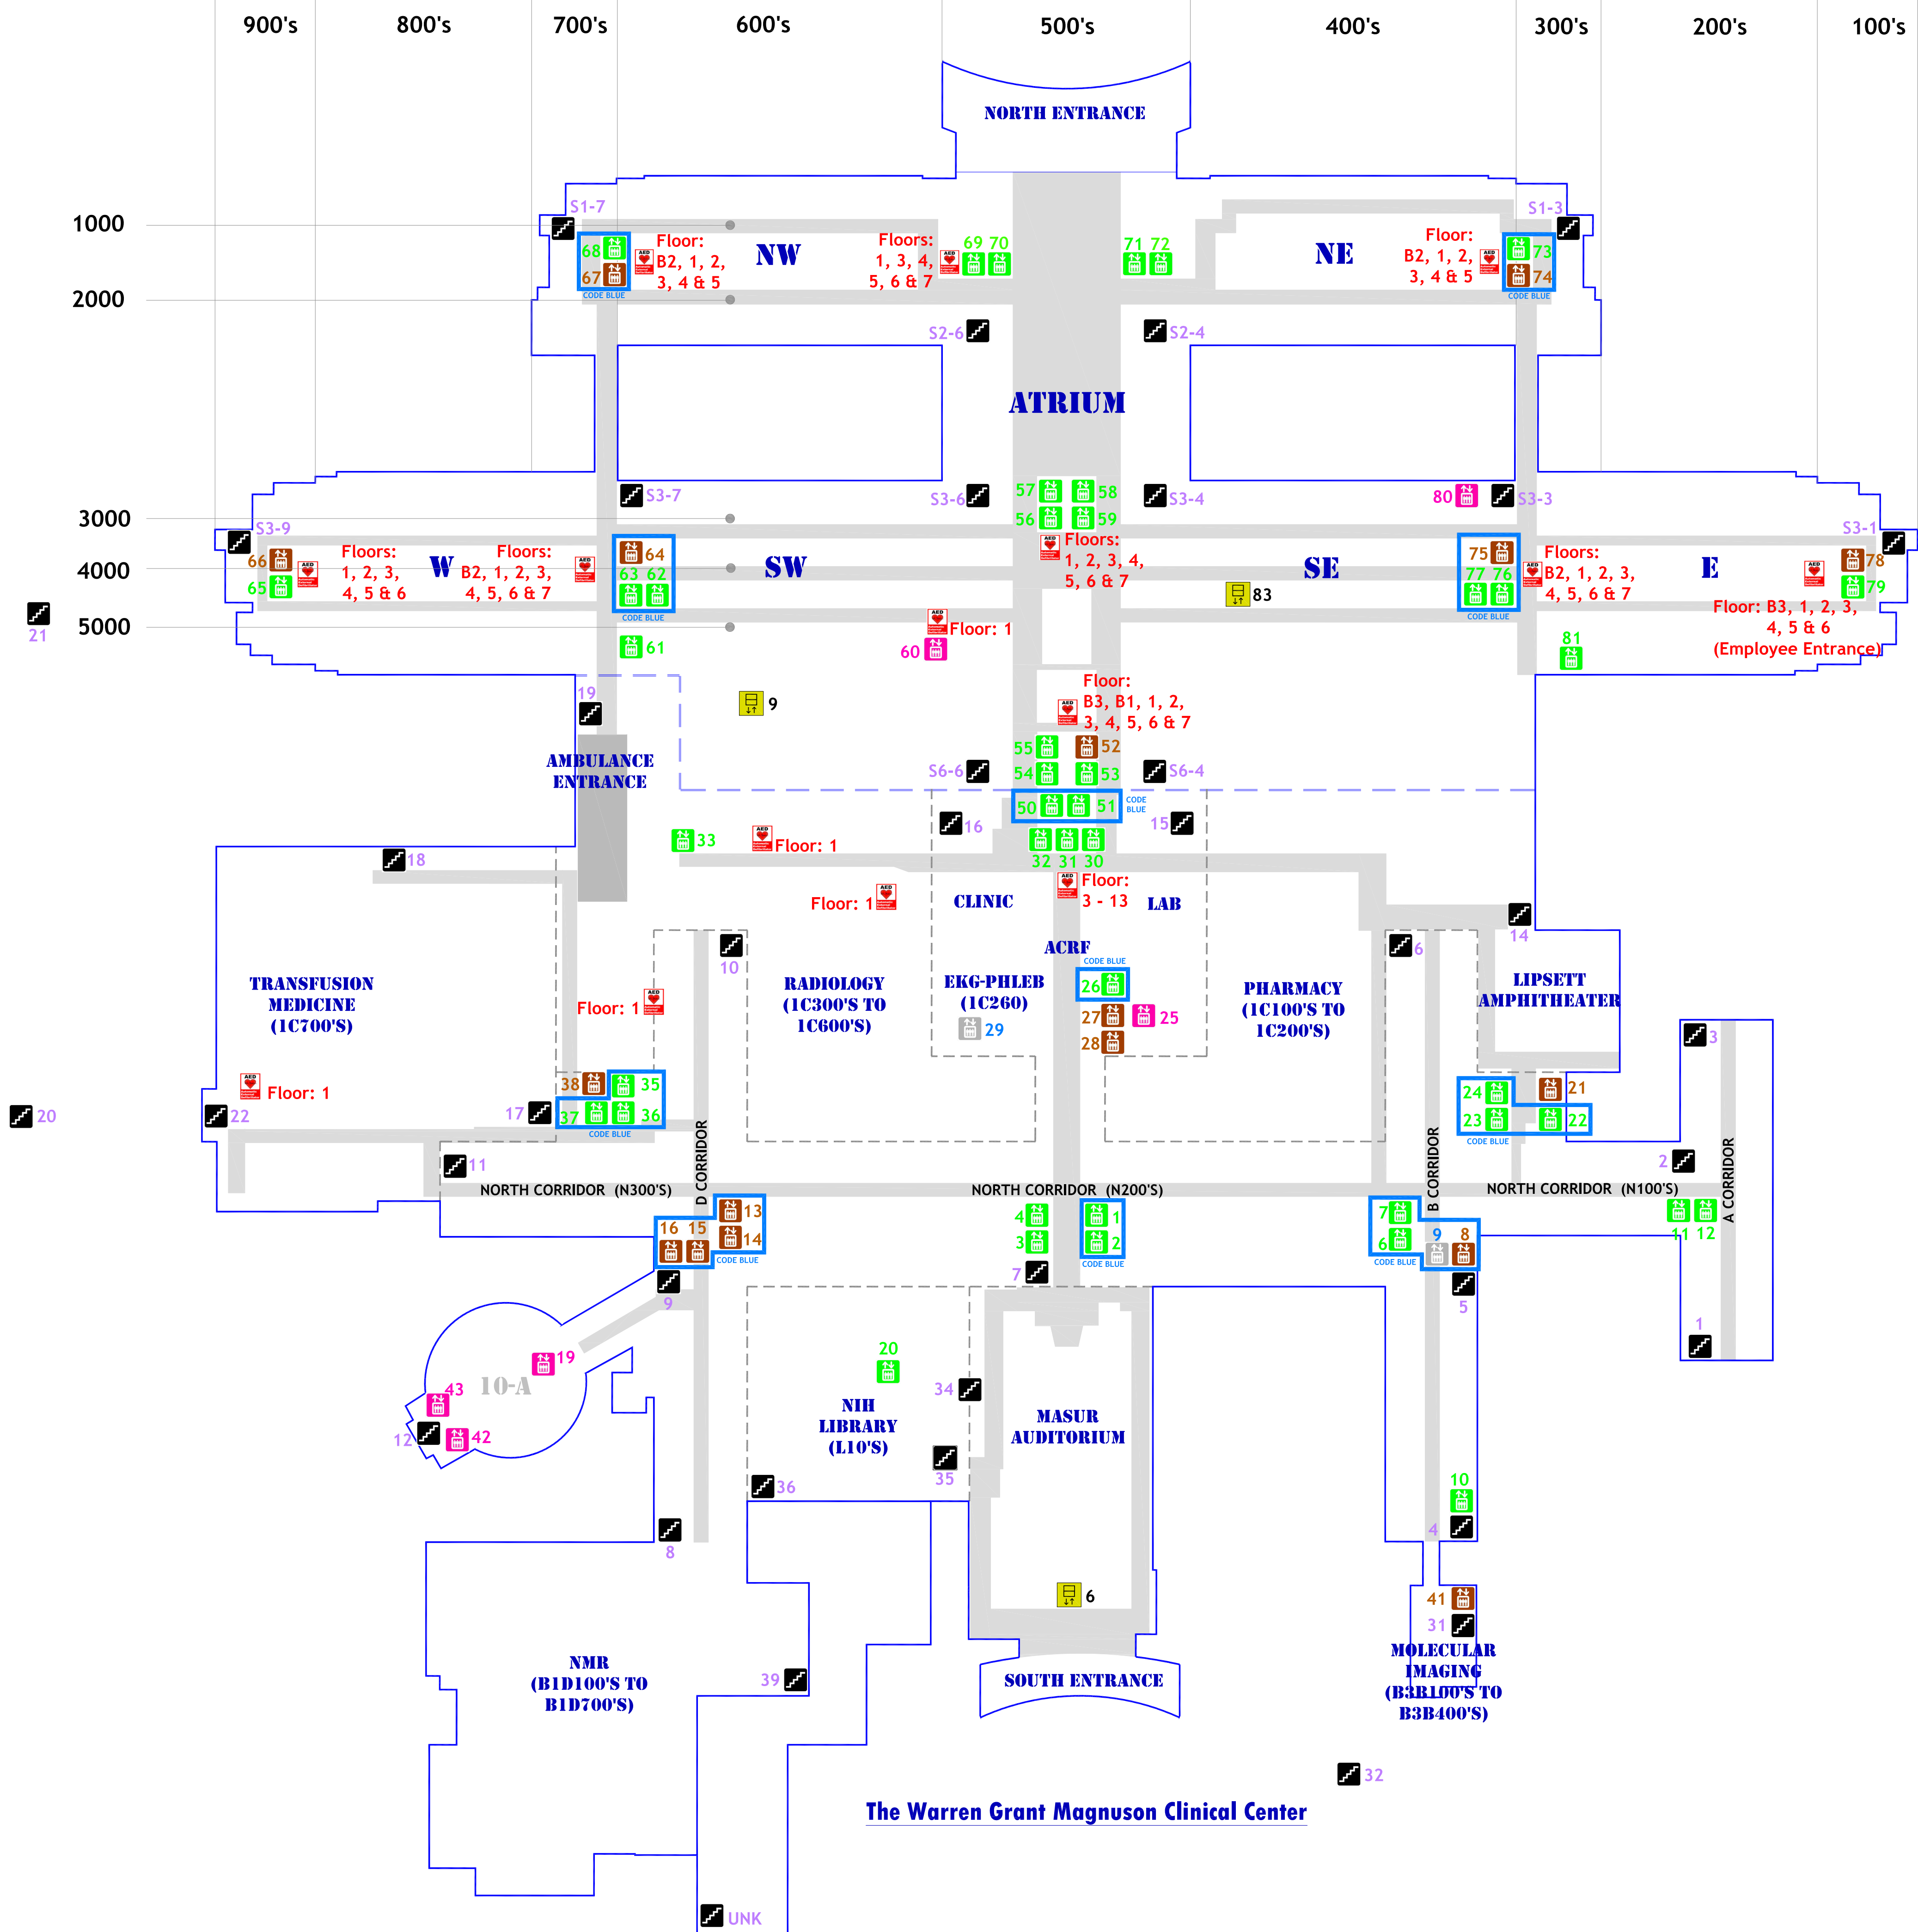 900's 800's 700's 600's 500's 400's 300's 200's 100's
NORTH ENTRANCE
S1-7 S1-3
1000
68 Floor: NW Floors: 69 70 71 72 NE Floor: 73
67 B2, 1, 2, 1, 3, 4, B2, 1, 2, 74
3, 4 & 5 5, 6 & 7 3, 4 & 5
AED AED AED
CODE BLUE CODE BLUE
2000
S2-6 S2-4
ATRIUM
57 58
S3-7 S3-6 S3-4 80 S3-3
3000 56 59
S3-9 S3-1
66 Floors: W Floors: 64 SW Floors: 75 Floors: E 78
65 1, 2, 3, B2, 1, 2, 3, 63 62 1, 2, 3, 4, SE 77 76 B2, 1, 2, 3, 79
4, 5 & 6 4, 5, 6 & 7 5, 6 & 7 4, 5, 6 & 7
AED AED AED AED AED
4000
83
CODE BLUE CODE BLUE
Floor: B3, 1, 2, 3,
4, 5 & 6
(Employee Entrance)
21
5000
AED Floor: 1
61 60 81
19 9
Floor:
AED B3, B1, 1, 2,
3, 4, 5, 6 & 7
55 52
AMBULANCE
ENTRANCE
S6-6 54 53 S6-4
50 51 CODE
BLUE
16 15
33 AED Floor: 1
32 31 30
18
AED Floor:
3 - 13
Floor: 1 AED
CLINIC LAB
14
ACRF
10 6
CODE BLUE
TRANSFUSION
MEDICINE
(1C700'S)
RADIOLOGY
(1C300'S TO
1C600'S)
EKG-PHLEB
(1C260)
26
PHARMACY
(1C100'S TO
1C200'S)
LIPSETT
AMPHITHEATER
Floor: 1 AED
29 27 25
28
3
AED Floor: 1
38 35 24 21
20 22 17 37 36 23 22
CODE BLUE CODE BLUE
11 2
D CORRIDOR B CORRIDOR A CORRIDOR
NORTH CORRIDOR (N300'S) NORTH CORRIDOR (N200'S) NORTH CORRIDOR (N100'S)
13 4 1 7
16 15 14 3 2 6 9 8 11 12
CODE BLUE CODE BLUE CODE BLUE
7
9 5
1
19 20
10-A
43 34
12 42
NIH
LIBRARY
(L10'S)
MASUR
AUDITORIUM
35 36
10
4
8
6 41
31
MOLECULAR
IMAGING
(B3B100'S TO
B3B400'S)
NMR
(B1D100'S TO
B1D700'S)
39
SOUTH ENTRANCE
32
The Warren Grant Magnuson Clinical Center
UNK